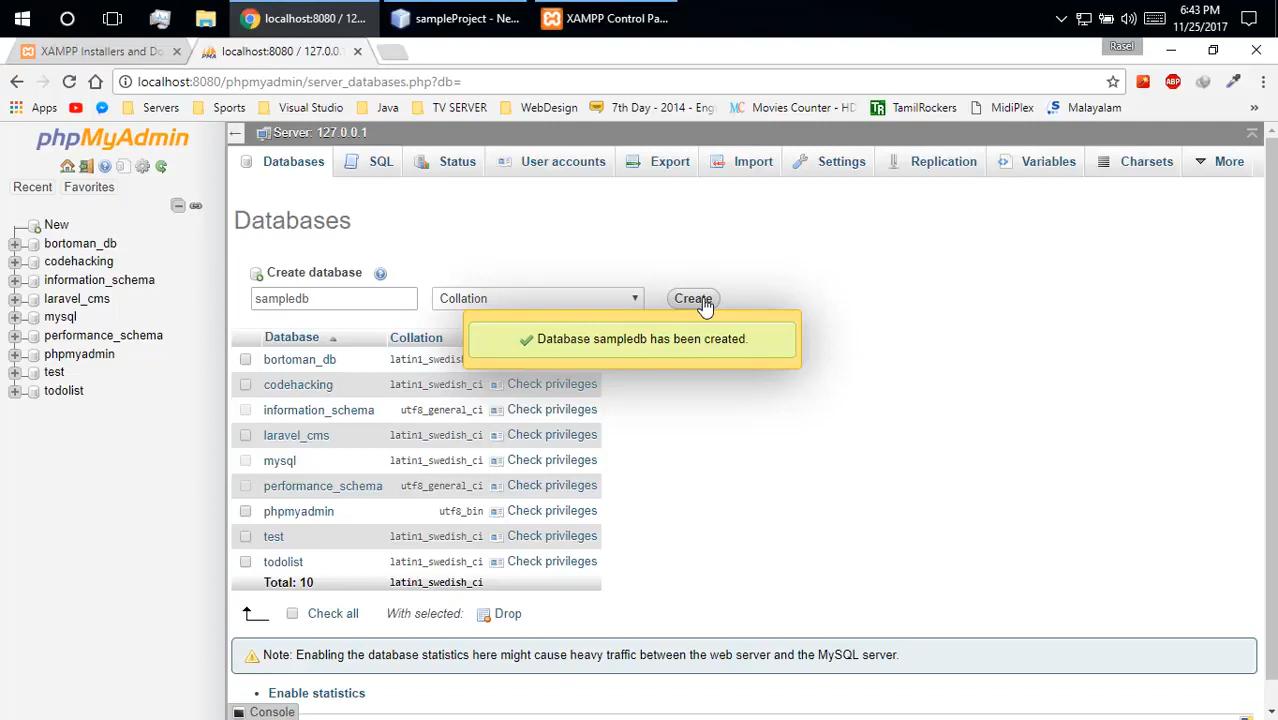 localhost:8080 / 12...
sampleProject - Ne...
XAMPP Control Pa...
6:43 PM
11/25/2017
XAMPP Installers and Do
localhost:8080 / 127.0.0.1
Rasel
localhost:8080/phpmyadmin/server_databases.php?db=
ABP
Apps
Servers
Sports
Visual Studio
Java
TV SERVER
WebDesign
7th Day - 2014 - Eng
MC Moves Counter - HD
TR TamilRockers
MidiPlex
Malayalam
»
phpMyAdmin
Server: 127.0.0.1
Databases
SQL
Status
User accounts
Export
Import
Settings
Replication
Variables
Charsets
More
Recent
Favorites
New
bortoman_db
codehacking
information_schema
laravel_cms
mysql
performance_schema
phpmyadmin
test
todolist
Databases
Create database
sampledb
Collation
Create
Database sampledb has been created.
Database
Collation
bortoman_db
latin1_swedish_ci
codehacking latin1_swedish_ci Check privileges
information_schema utf8_general_ci Check privileges
laravel_cms latin1_swedish_ci Check privileges
mysql latin1_swedish_ci Check privileges
performance_schema utf8_general_ci Check privileges
phpmyadmin utf8_bin Check privileges
test latin1_swedish_ci Check privileges
todolist latin1_swedish_ci Check privileges
Total: 10 latin1_swedish_ci
Check all With selected: Drop
Note: Enabling the database statistics here might cause heavy traffic between the web server and the MySQL server.
Enable statistics
Console